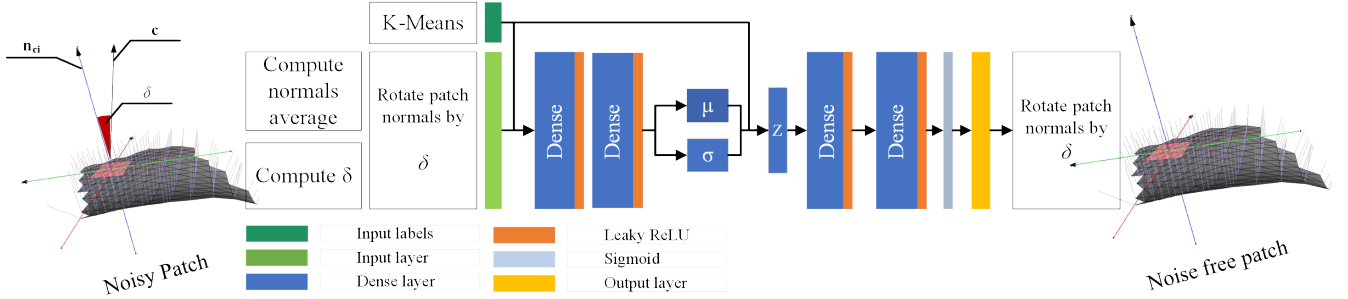 n_ci
c
δ
Noisy Patch
Compute
normals
average
Compute δ
K-Means
Rotate patch
normals by
δ
Dense
Dense
μ
σ
z
Dense
Dense
Rotate patch
normals by
δ
Noise free patch
Input labels
Input layer
Dense layer
Leaky ReLU
Sigmoid
Output layer